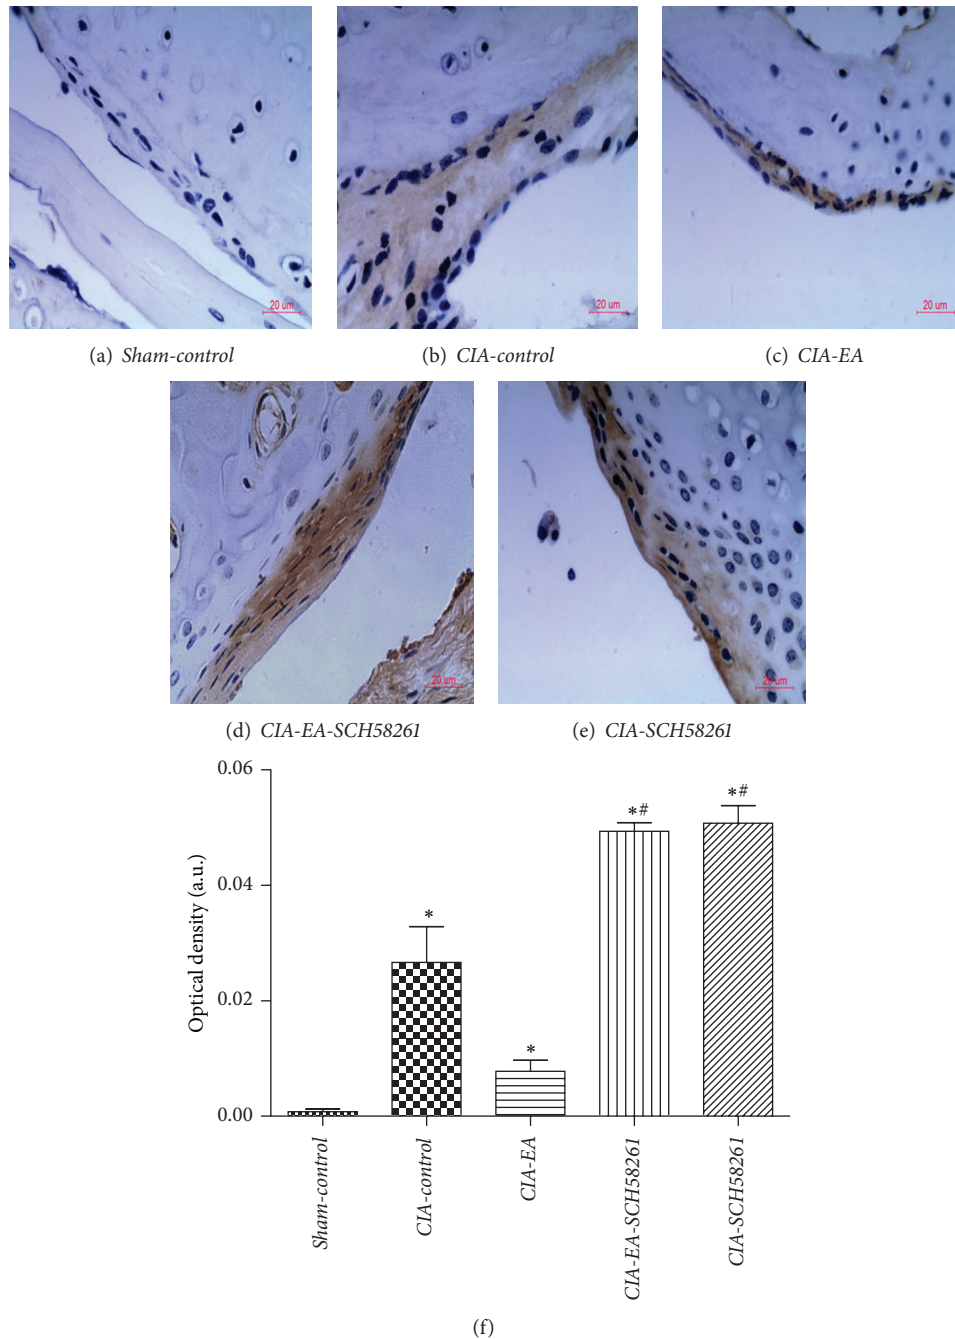 20 um
20 um
20 um
(a) Sham-control
(b) CIA-control
(c) CIA-EA
20 um
20 um
(d) CIA-EA-SCH58261
(e) CIA-SCH58261
0.06
0.04
0.02
0.00
Optical density (a.u.)
*
*
*#
*#
Sham-control
CIA-control
CIA-EA
CIA-EA-SCH58261
CIA-SCH58261
(f)